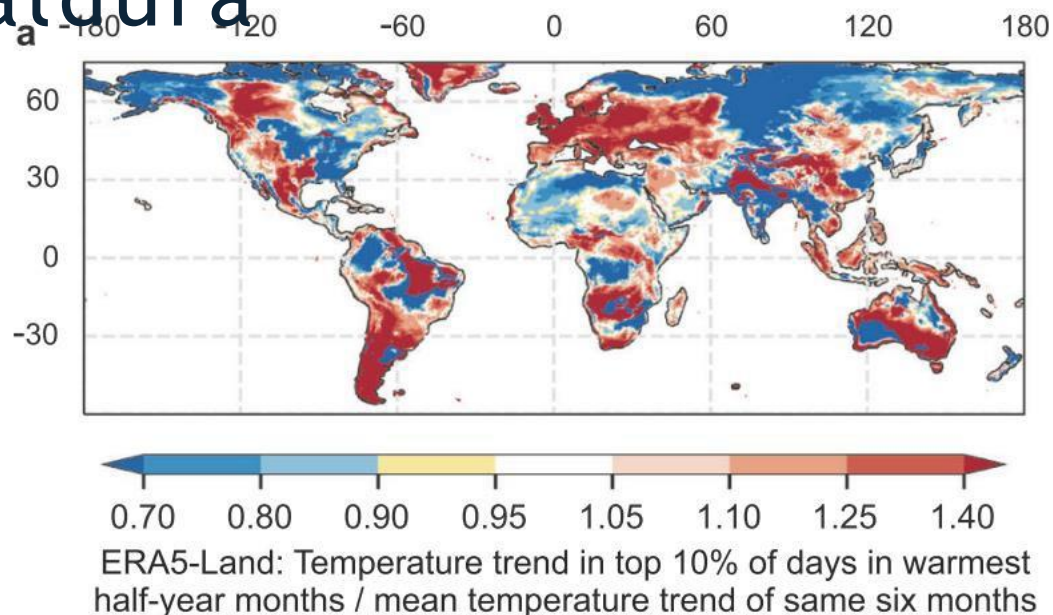 a -180 -120 -60 0 60 120 180
60
30
0
-30
0.70 0.80 0.90 0.95 1.05 1.10 1.25 1.40
ERA5-Land: Temperature trend in top 10% of days in warmest
half-year months / mean temperature trend of same six months